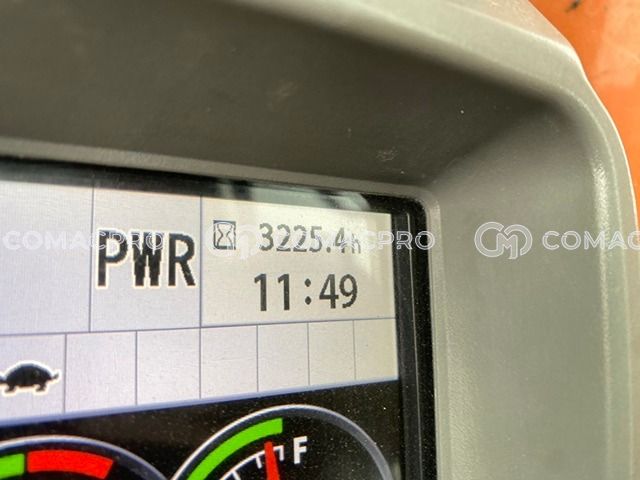 3225.4h
PWR
11:49
F
COMACPRO
COMACPRO